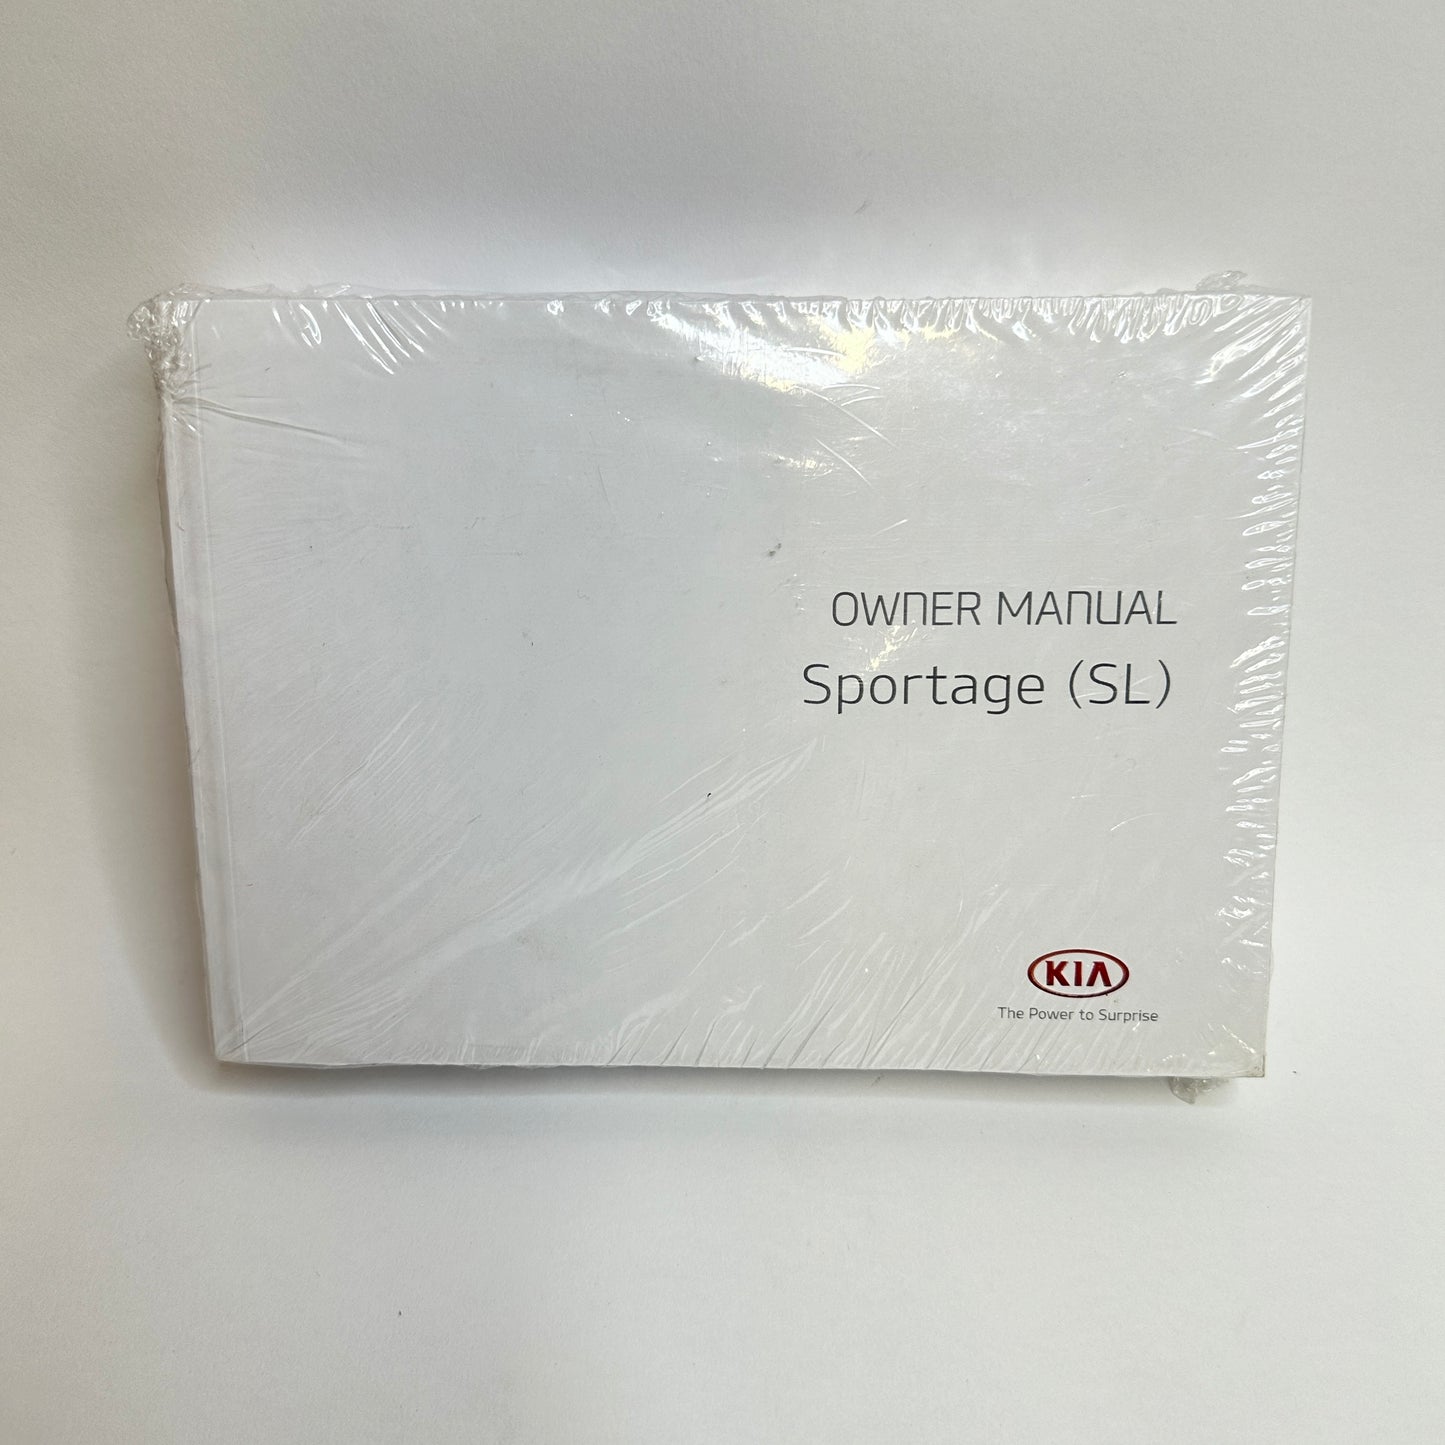 OWNER MANUAL
Sportage (SL)
KIA
The Power to Surprise